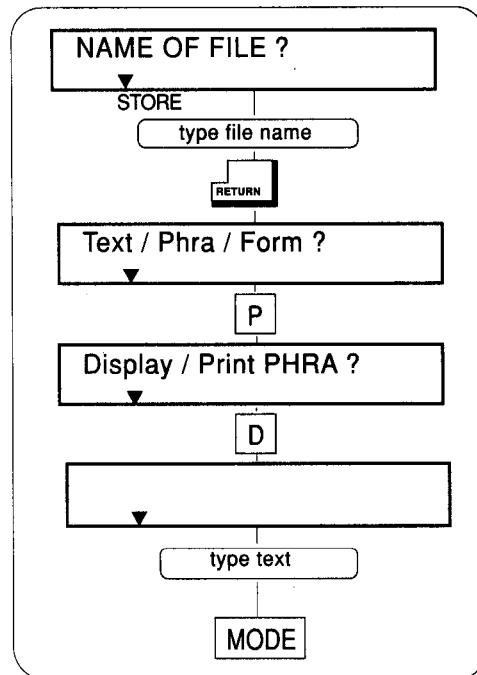 NAME OF FILE ?
STORE
type file name
RETURN
Text / Phra / Form ?
P
Display / Print PHRA ?
D
type text
MODE